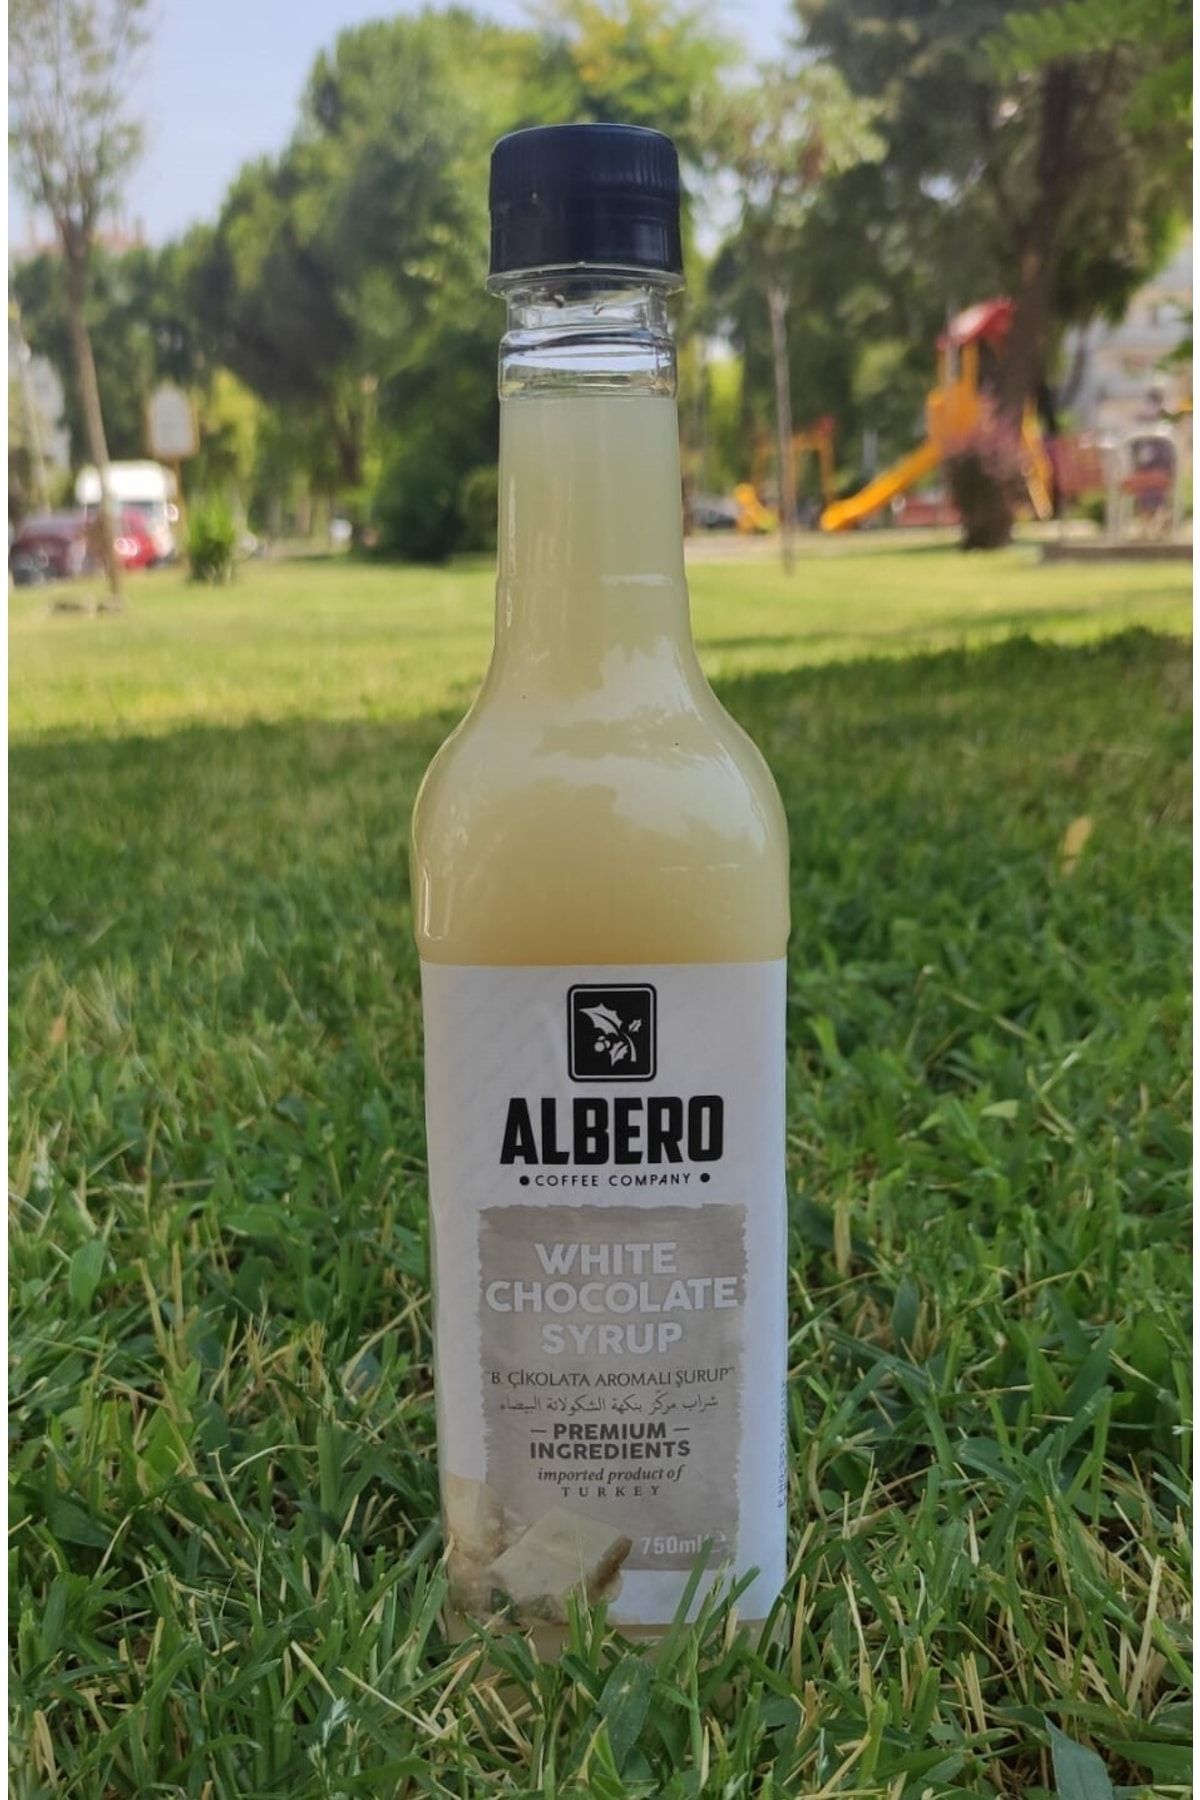 ALBERO
COFFEE COMPANY
WHITE
CHOCOLATE
SYRUP
"B. ÇİKOLATA AROMALI ŞURUP"
شراب مركّز بنكهة الشكولاتة البيضاء
PREMIUM
INGREDIENTS
imported product of
TURKEY
750ml ℮